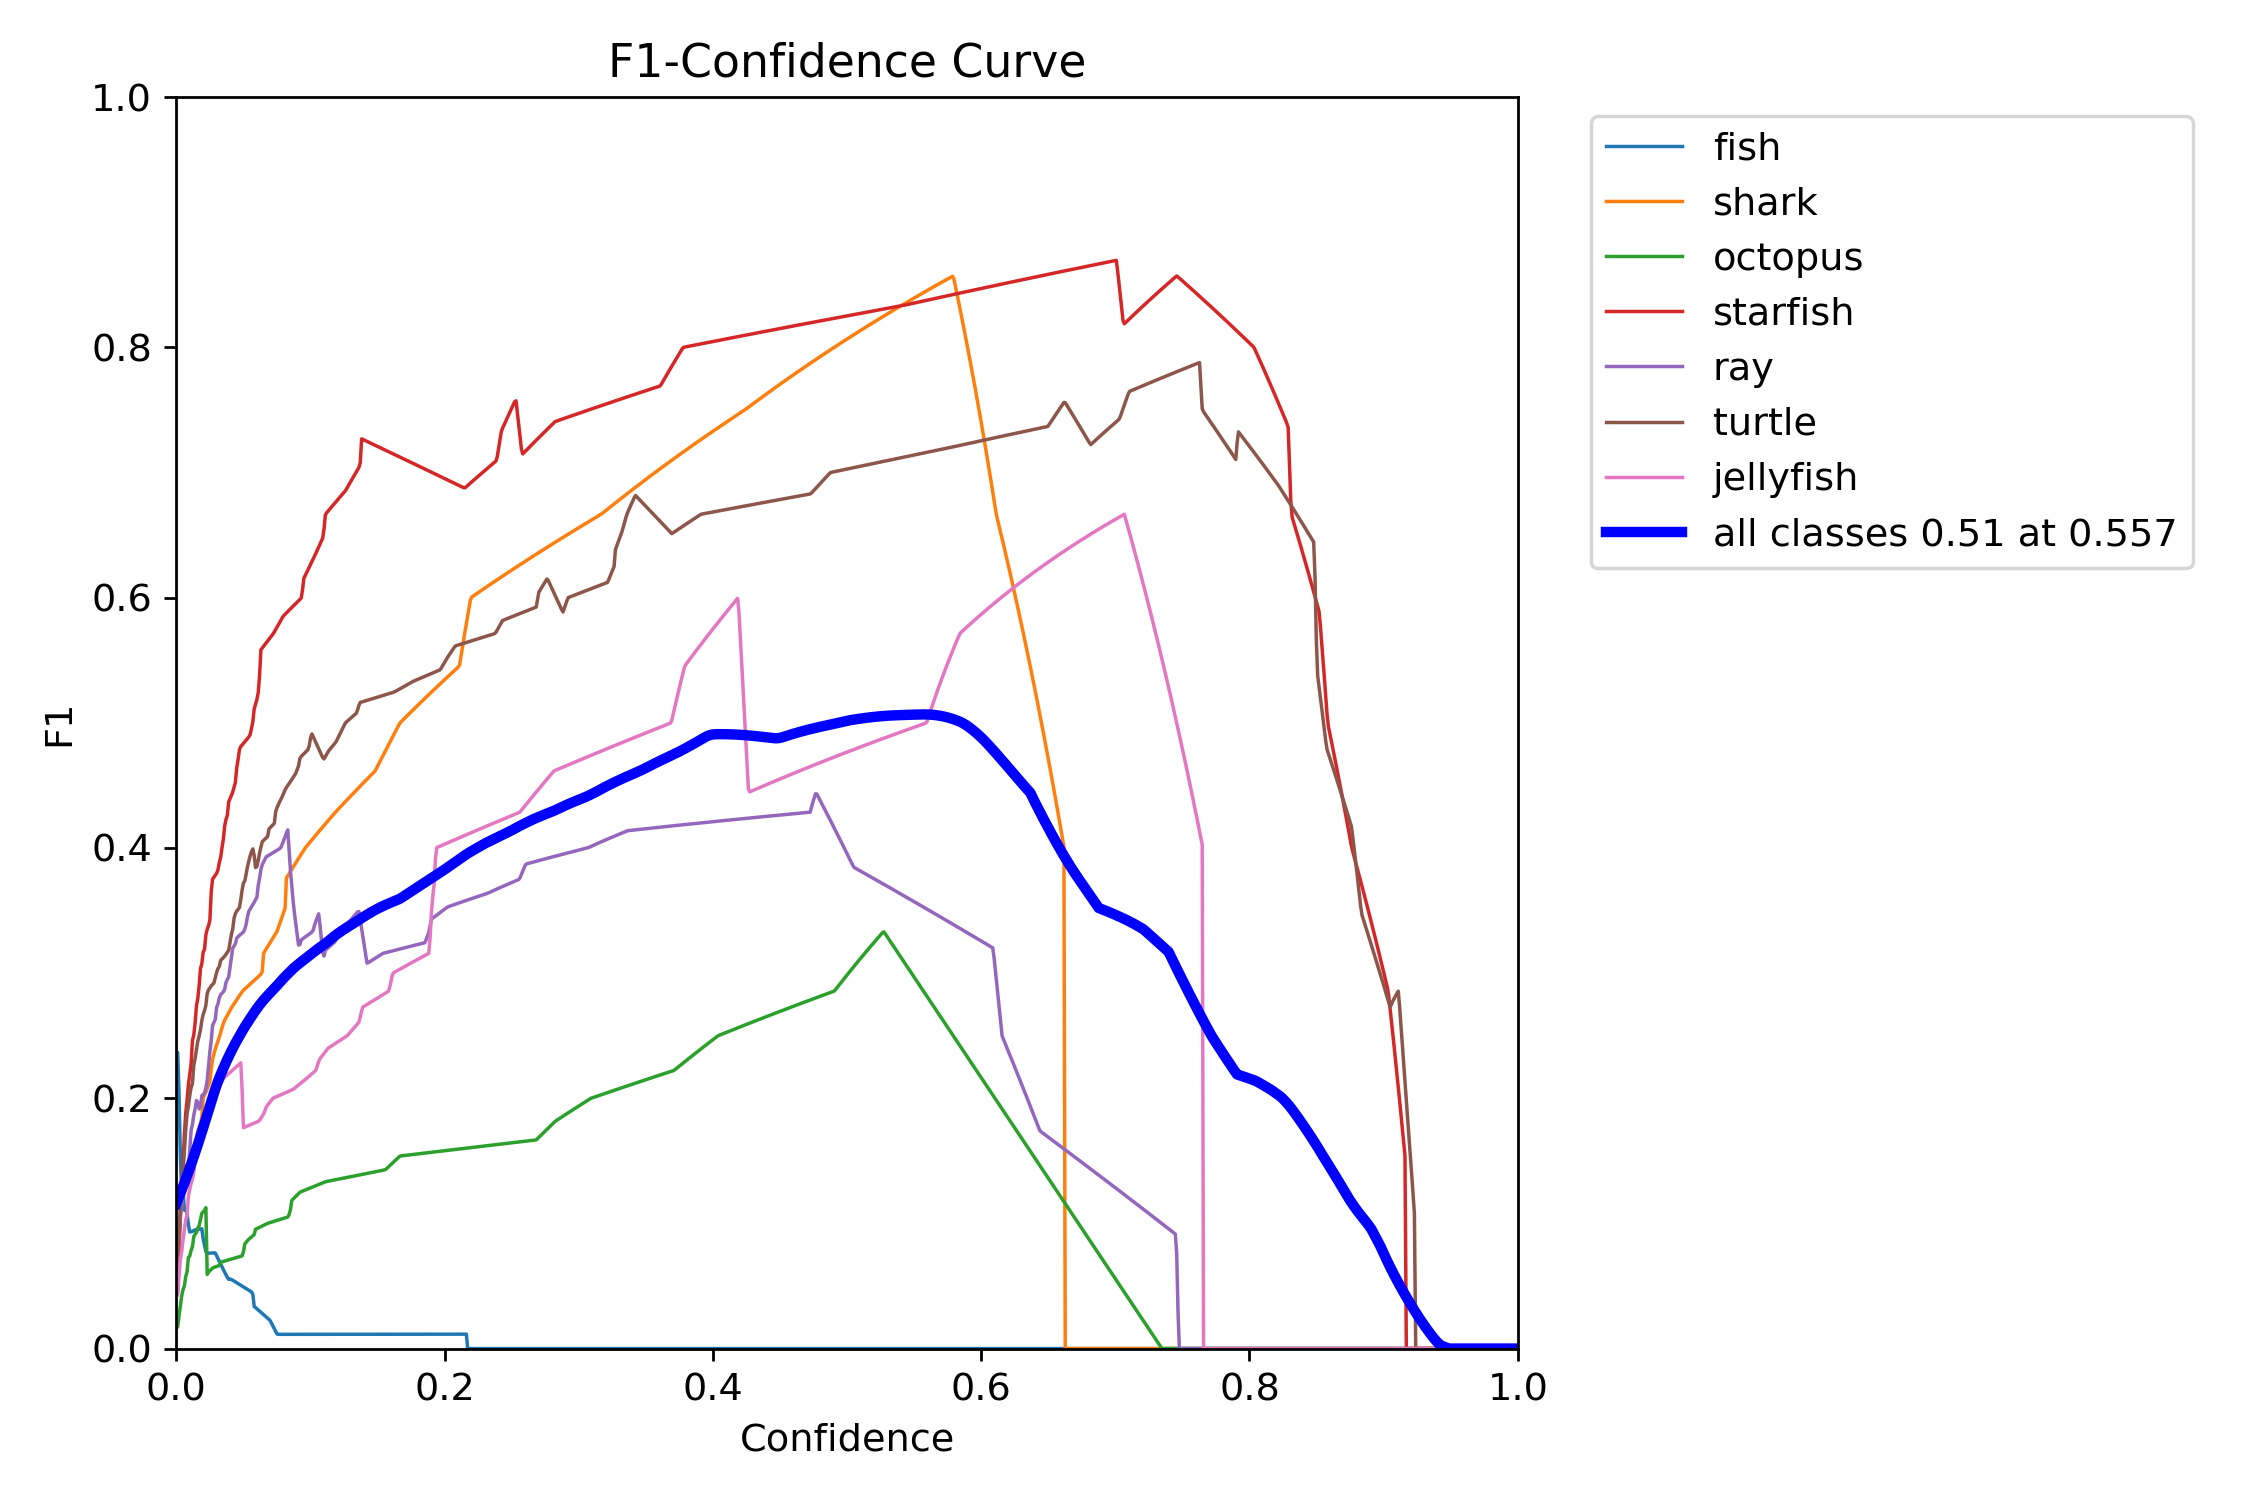 F1-Confidence Curve
1.0
0.8
0.6
0.4
0.2
0.0
F1
0.0 0.2 0.4 0.6 0.8 1.0
Confidence
fish
shark
octopus
starfish
ray
turtle
jellyfish
all classes 0.51 at 0.557